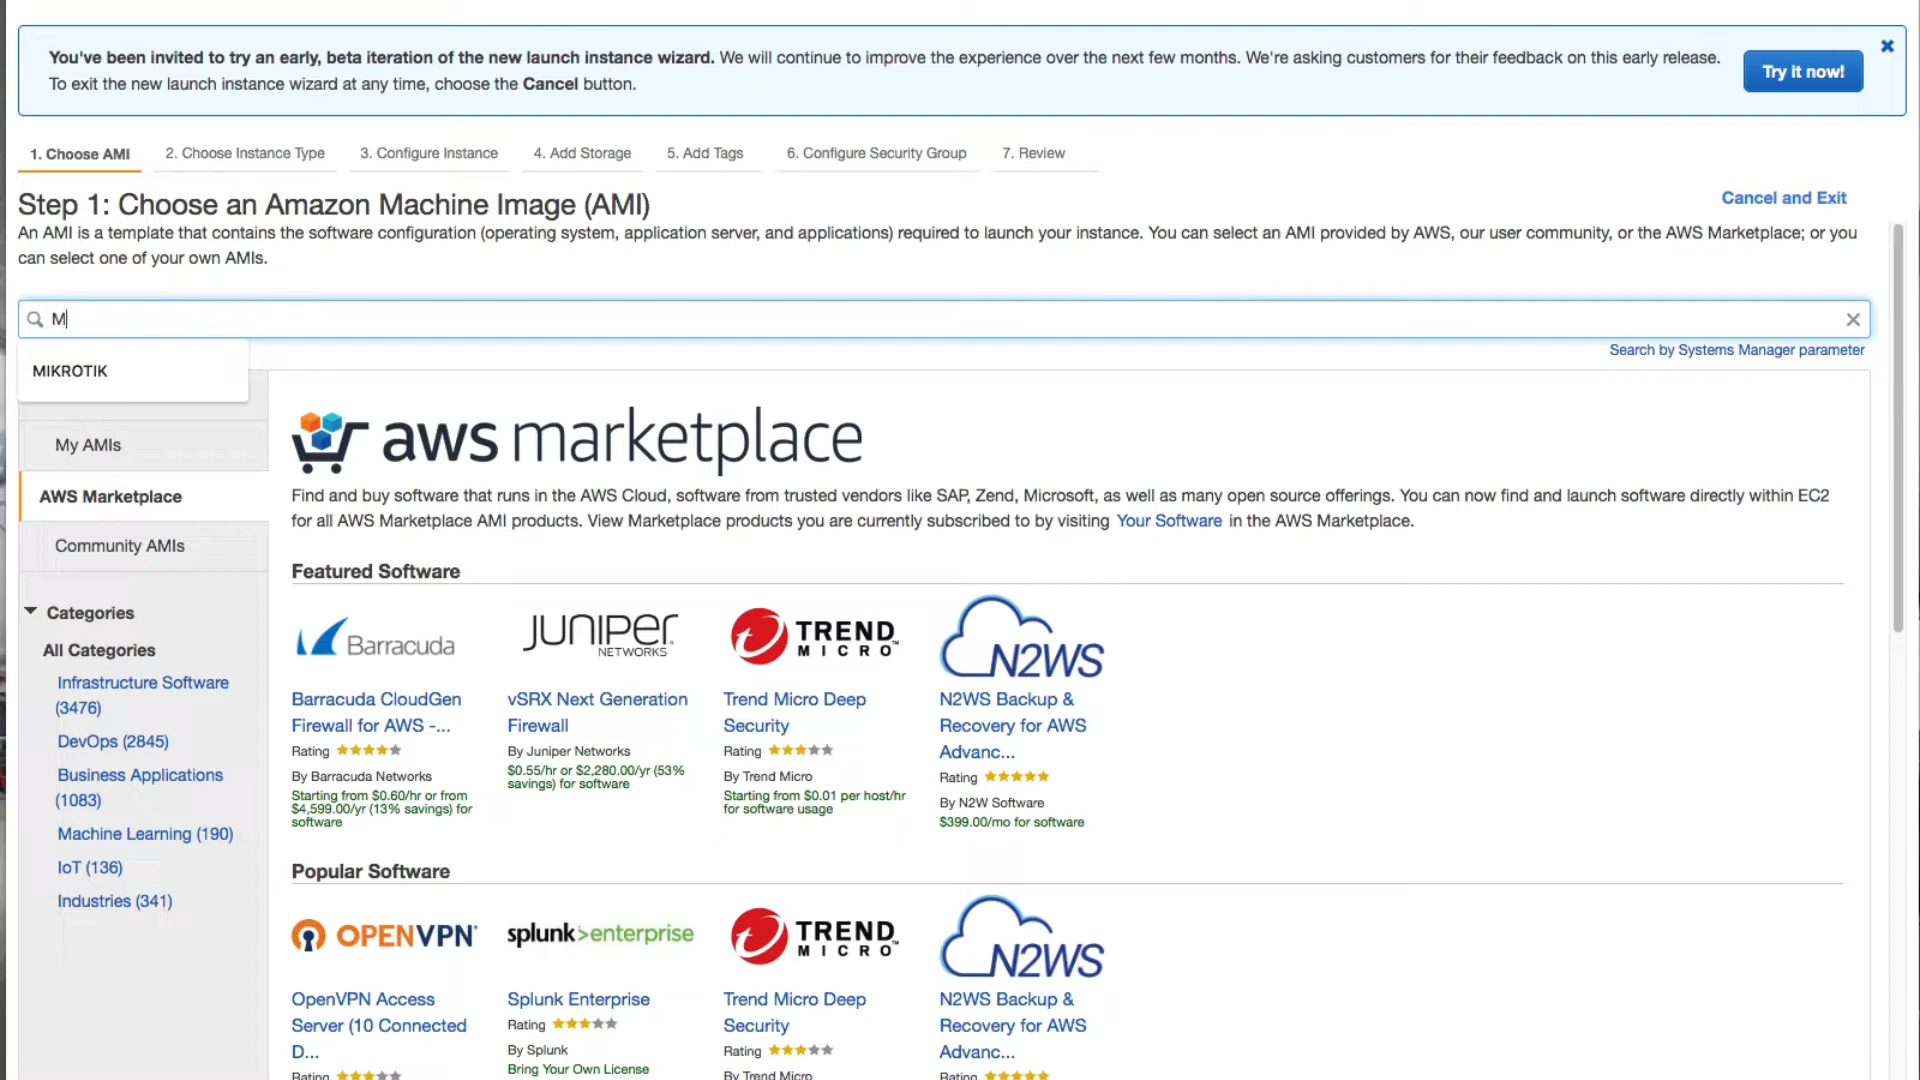 You've been invited to try an early, beta iteration of the new launch instance wizard. We will continue to improve the experience over the next few months. We're asking customers for their feedback on this early release.
To exit the new launch instance wizard at any time, choose the Cancel button.
Try it now!
1. Choose AMI
2. Choose Instance Type
3. Configure Instance
4. Add Storage
5. Add Tags
6. Configure Security Group
7. Review
Step 1: Choose an Amazon Machine Image (AMI)
Cancel and Exit
An AMI is a template that contains the software configuration (operating system, application server, and applications) required to launch your instance. You can select an AMI provided by AWS, our user community, or the AWS Marketplace; or you
can select one of your own AMIs.
M
MIKROTIK
Search by Systems Manager parameter
My AMIs
AWS Marketplace
Community AMIs
Categories
All Categories
Infrastructure Software
(3476)
DevOps (2845)
Business Applications
(1083)
Machine Learning (190)
IoT (136)
Industries (341)
aws marketplace
Find and buy software that runs in the AWS Cloud, software from trusted vendors like SAP, Zend, Microsoft, as well as many open source offerings. You can now find and launch software directly within EC2
for all AWS Marketplace AMI products. View Marketplace products you are currently subscribed to by visiting Your Software in the AWS Marketplace.
Featured Software
Barracuda
Barracuda CloudGen
Firewall for AWS -...
Rating
By Barracuda Networks
Starting from $0.60/hr or from
$4,599.00/yr (13% savings) for
software
JUNIPER
NETWORKS
vSRX Next Generation
Firewall
By Juniper Networks
$0.55/hr or $2,280.00/yr (53%
savings) for software
TREND
MICRO™
Trend Micro Deep
Security
Rating
By Trend Micro
Starting from $0.01 per host/hr
for software usage
N2WS
N2WS Backup &
Recovery for AWS
Advanc...
Rating
By N2W Software
$399.00/mo for software
Popular Software
OPENVPN
OpenVPN Access
Server (10 Connected
D...
Rating
splunk>enterprise
Splunk Enterprise
Rating
By Splunk
Bring Your Own License
TREND
MICRO™
Trend Micro Deep
Security
Rating
By Trend Micro
N2WS
N2WS Backup &
Recovery for AWS
Advanc...
Rating